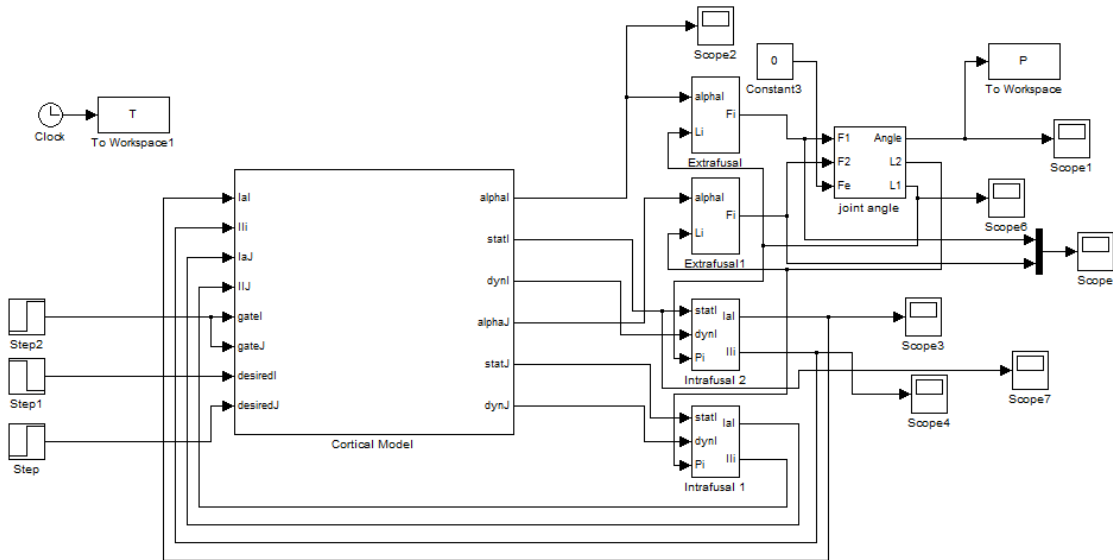 Scope2
0
Constant3
P
To Workspace
Clock
T
To Workspace1
alphaI
Li
Fi
Extrafusal
F1
F2
Fe
Angle
L2
L1
joint angle
Scope1
Scope6
Scope
alphaI
Li
Fi
Extrafusal1
IaI
IIi
IaJ
IIJ
gateI
gateJ
desiredI
desiredJ
alphaI
statI
dynI
alphaJ
statJ
dynJ
Cortical Model
Step2
Step1
Step
statI
dynI
Pi
IaI
IIi
Intrafusal 2
Scope3
Scope7
Scope4
statI
dynI
Pi
IaI
IIi
Intrafusal 1